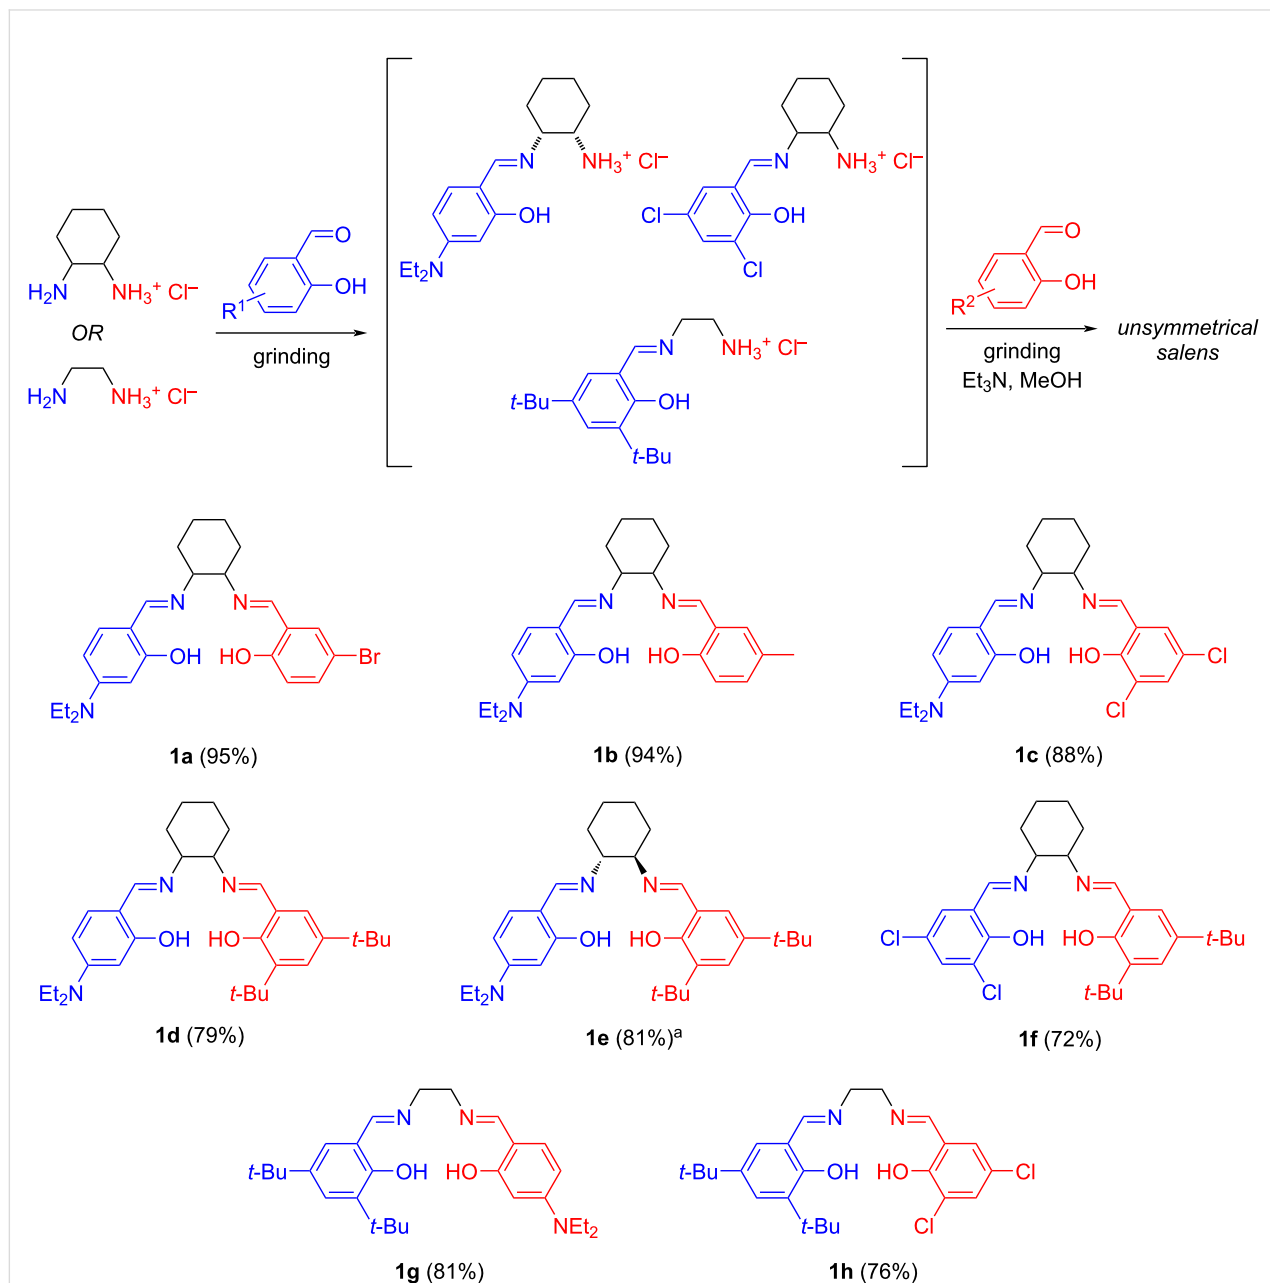 N
NH₃⁺ Cl⁻
OH
Et₂N
N
NH₃⁺ Cl⁻
Cl
OH
Cl
H₂N
NH₃⁺ Cl⁻
OR
H₂N
NH₃⁺ Cl⁻
O
OH
R¹
grinding
N
NH₃⁺ Cl⁻
t-Bu
OH
t-Bu
O
OH
R²
grinding
Et₃N, MeOH
unsymmetrical
salens
N
N
OH
HO
Br
Et₂N
1a (95%)
N
N
OH
HO
Et₂N
1b (94%)
N
N
OH
HO
Cl
Et₂N
Cl
1c (88%)
N
N
OH
HO
t-Bu
Et₂N
t-Bu
1d (79%)
N
N
OH
HO
t-Bu
Et₂N
t-Bu
1e (81%)ᵃ
N
N
Cl
OH
HO
t-Bu
Cl
t-Bu
1f (72%)
N
N
t-Bu
OH
HO
t-Bu
NEt₂
1g (81%)
N
N
t-Bu
OH
HO
Cl
t-Bu
Cl
1h (76%)